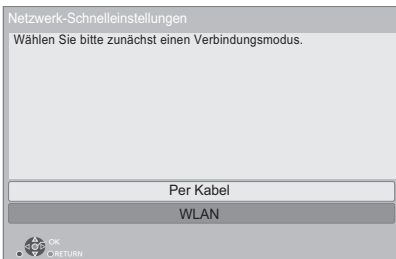 Netzwerk-Schnelleinstellungen
Wählen Sie bitte zunächst einen Verbindungsmodus.
Per Kabel
WLAN
OK
RETURN